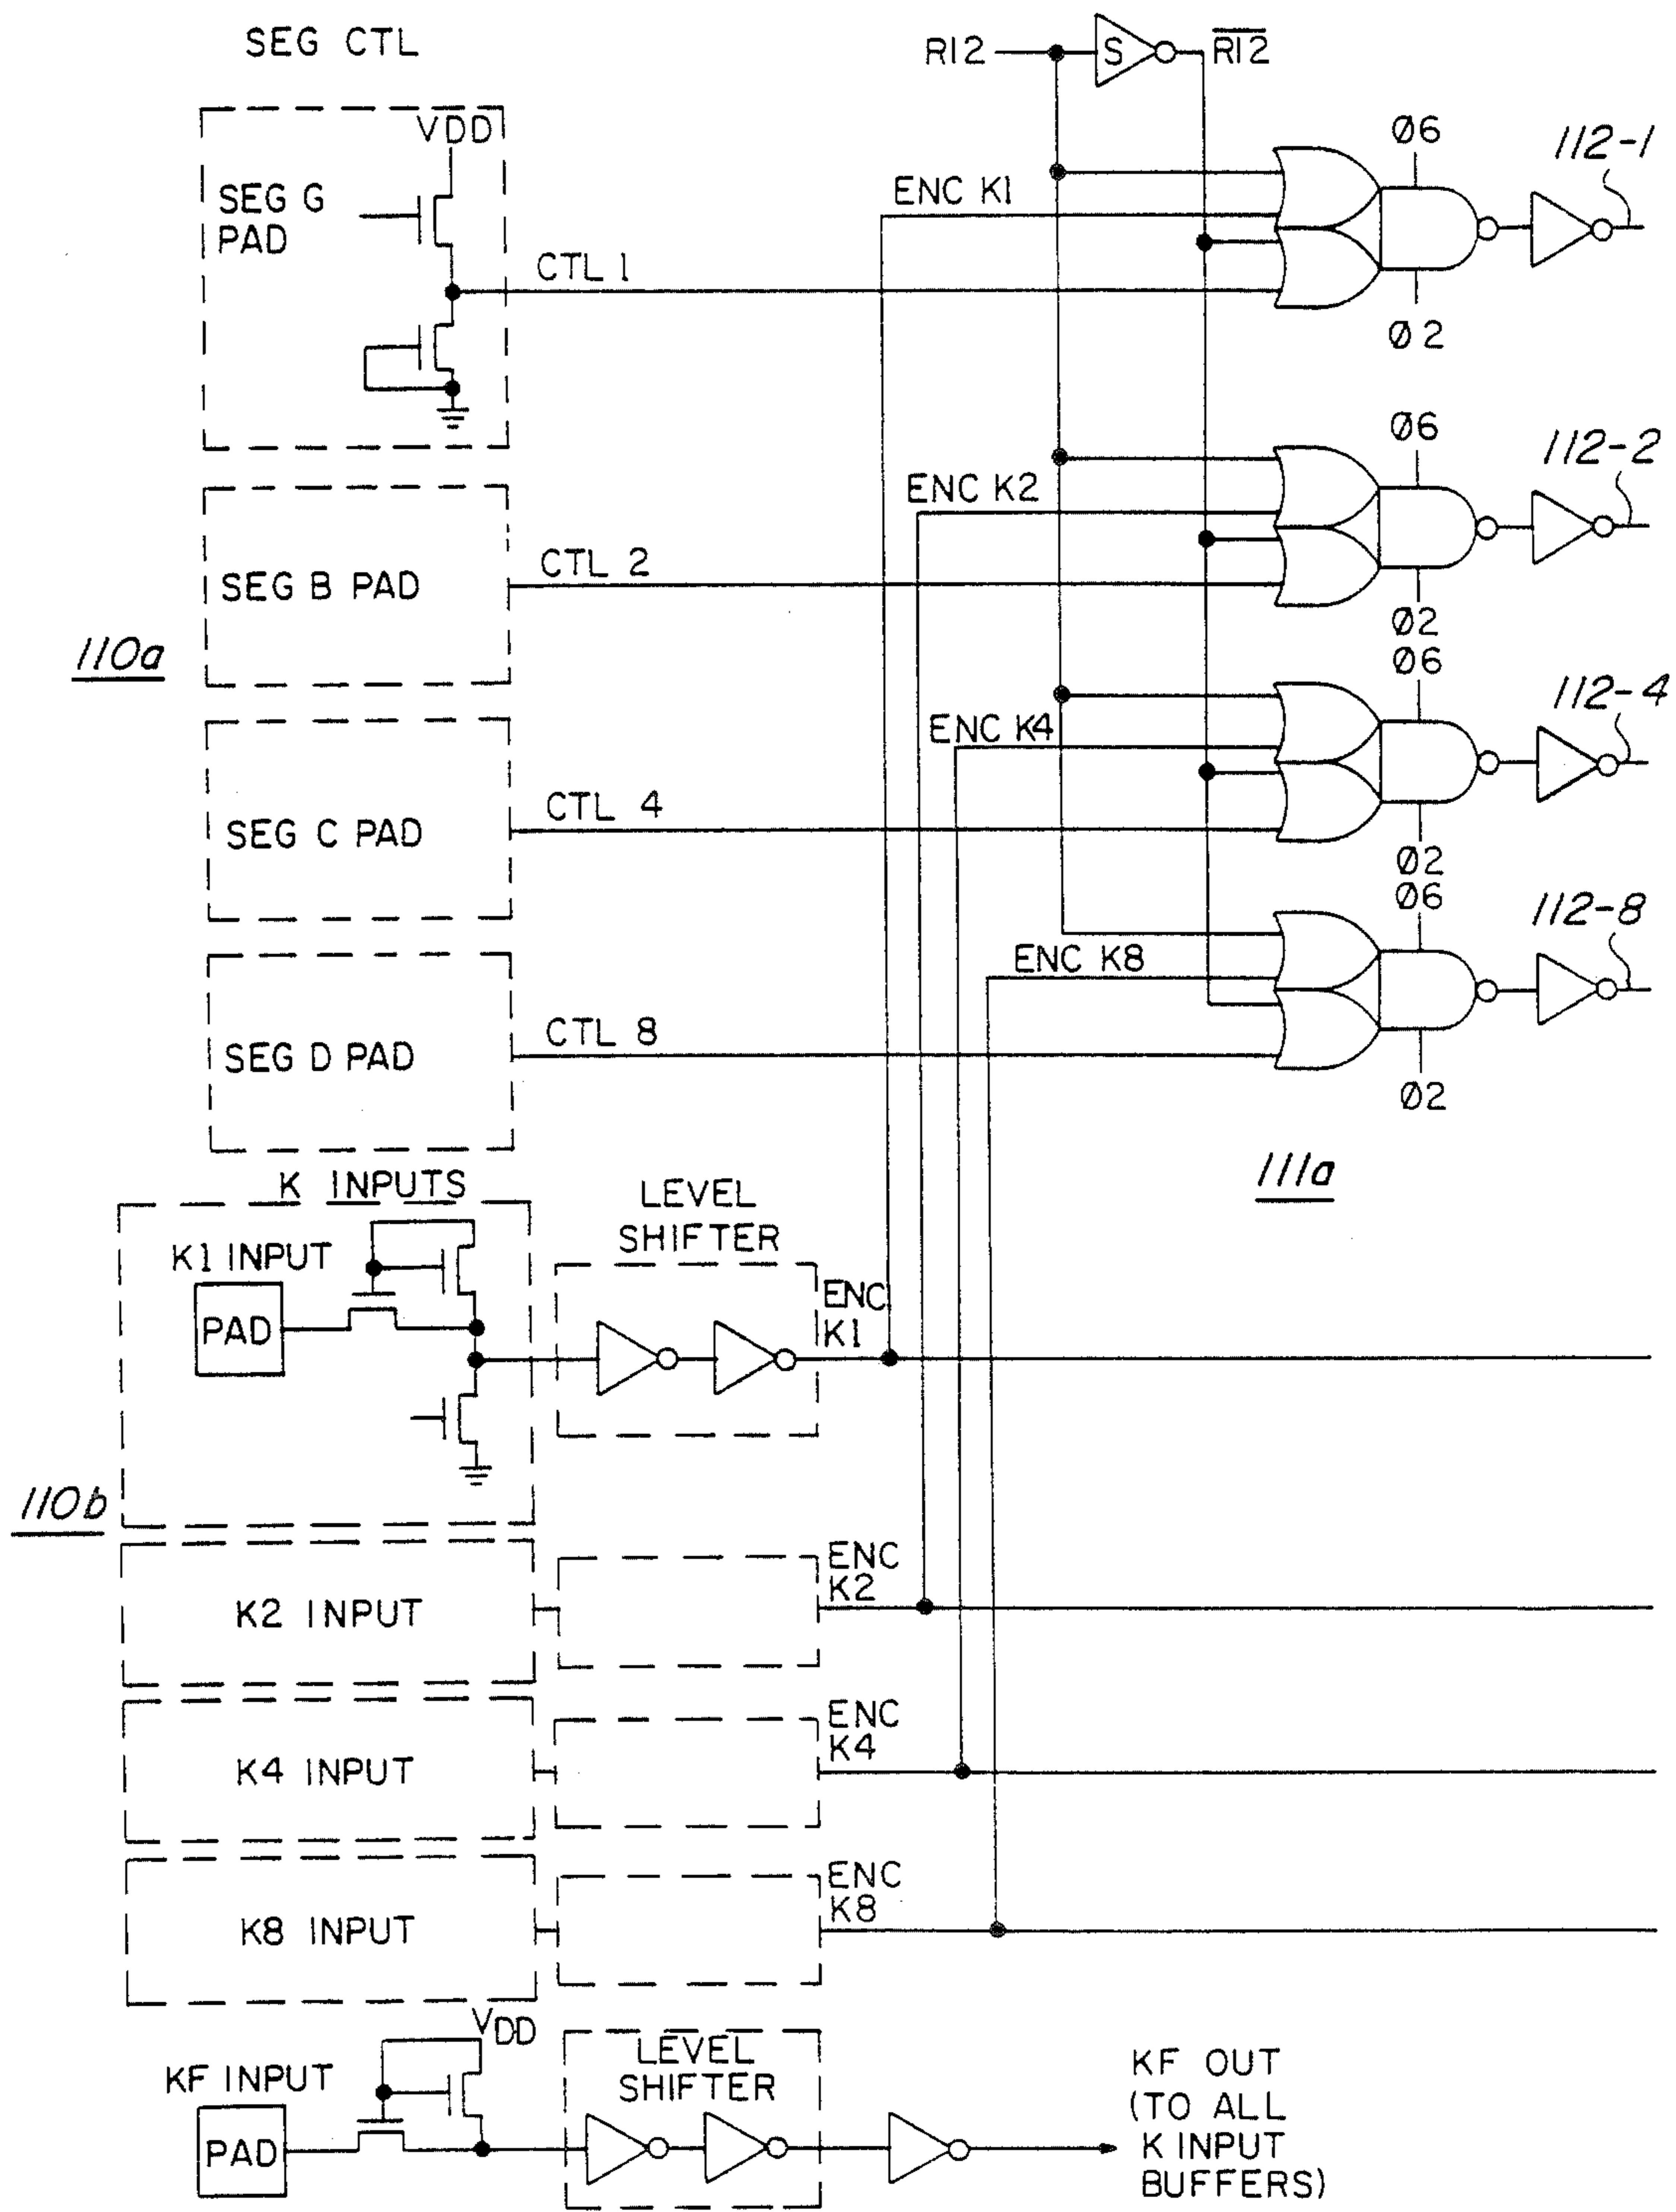 SEG CTL
RI2
S
R̅I̅2̅
VDD
SEG G
PAD
CTL 1
ENC K1
Ø6
Ø2
112-1
110a
SEG B PAD
CTL 2
ENC K2
Ø6
Ø2
112-2
SEG C PAD
CTL 4
ENC K4
Ø6
Ø2
112-4
SEG D PAD
CTL 8
ENC K8
Ø6
Ø2
112-8
111a
K INPUTS
K1 INPUT
PAD
LEVEL
SHIFTER
ENC
K1
110b
K2 INPUT
ENC
K2
K4 INPUT
ENC
K4
K8 INPUT
ENC
K8
VDD
KF INPUT
PAD
LEVEL
SHIFTER
KF OUT
(TO ALL
K INPUT
BUFFERS)